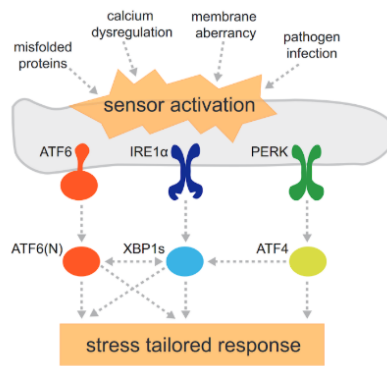 calcium
dysregulation
membrane
aberrancy
misfolded
proteins
pathogen
infection
sensor activation
ATF6
IRE1α
PERK
ATF6(N)
XBP1s
ATF4
stress tailored response